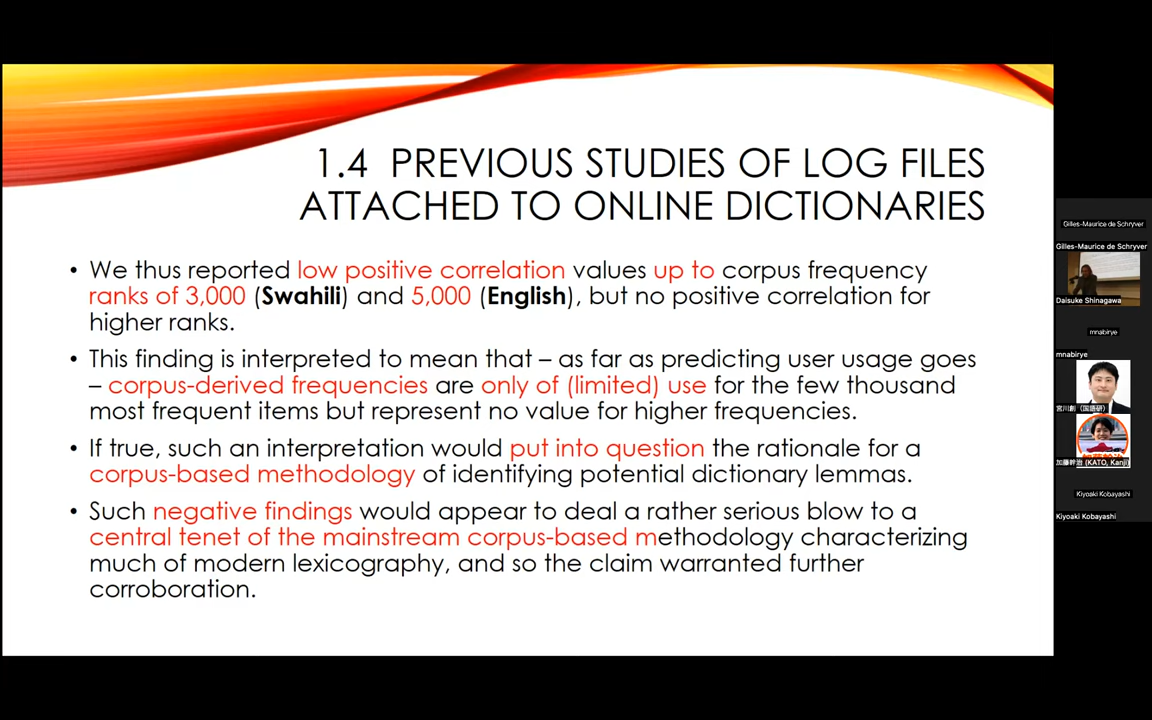 1.4 PREVIOUS STUDIES OF LOG FILES
ATTACHED TO ONLINE DICTIONARIES
• We thus reported low positive correlation values up to corpus frequency
ranks of 3,000 (Swahili) and 5,000 (English), but no positive correlation for
higher ranks.
• This finding is interpreted to mean that – as far as predicting user usage goes
– corpus-derived frequencies are only of (limited) use for the few thousand
most frequent items but represent no value for higher frequencies.
• If true, such an interpretation would put into question the rationale for a
corpus-based methodology of identifying potential dictionary lemmas.
• Such negative findings would appear to deal a rather serious blow to a
central tenet of the mainstream corpus-based methodology characterizing
much of modern lexicography, and so the claim warranted further
corroboration.
Gilles-Maurice de Schryver
Gilles-Maurice de Schryver
Daisuke Shinagawa
mnabirye
mnabirye
宮川創（国語研）
加藤幹治 (KATO, Kanji)
Kiyoaki Kobayashi
Kiyoaki Kobayashi